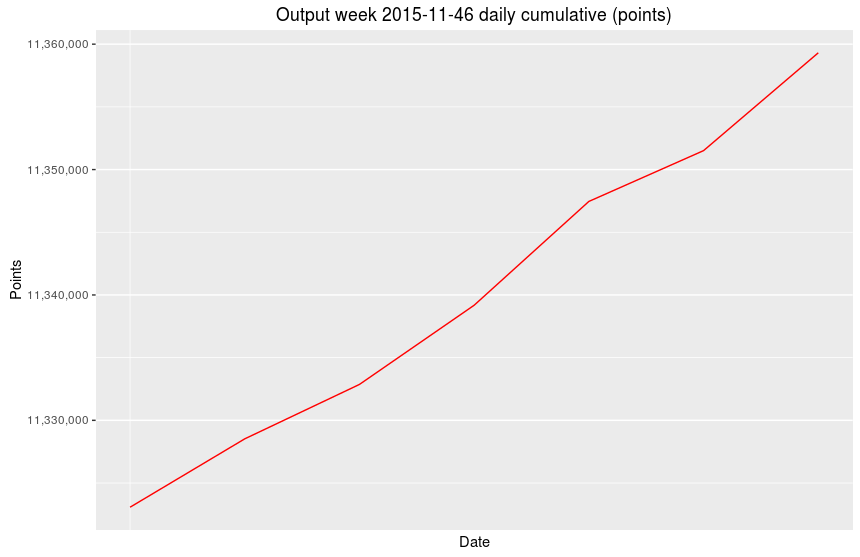 Output week 2015-11-46 daily cumulative (points)
11,360,000
11,350,000
11,340,000
11,330,000
Points
Date